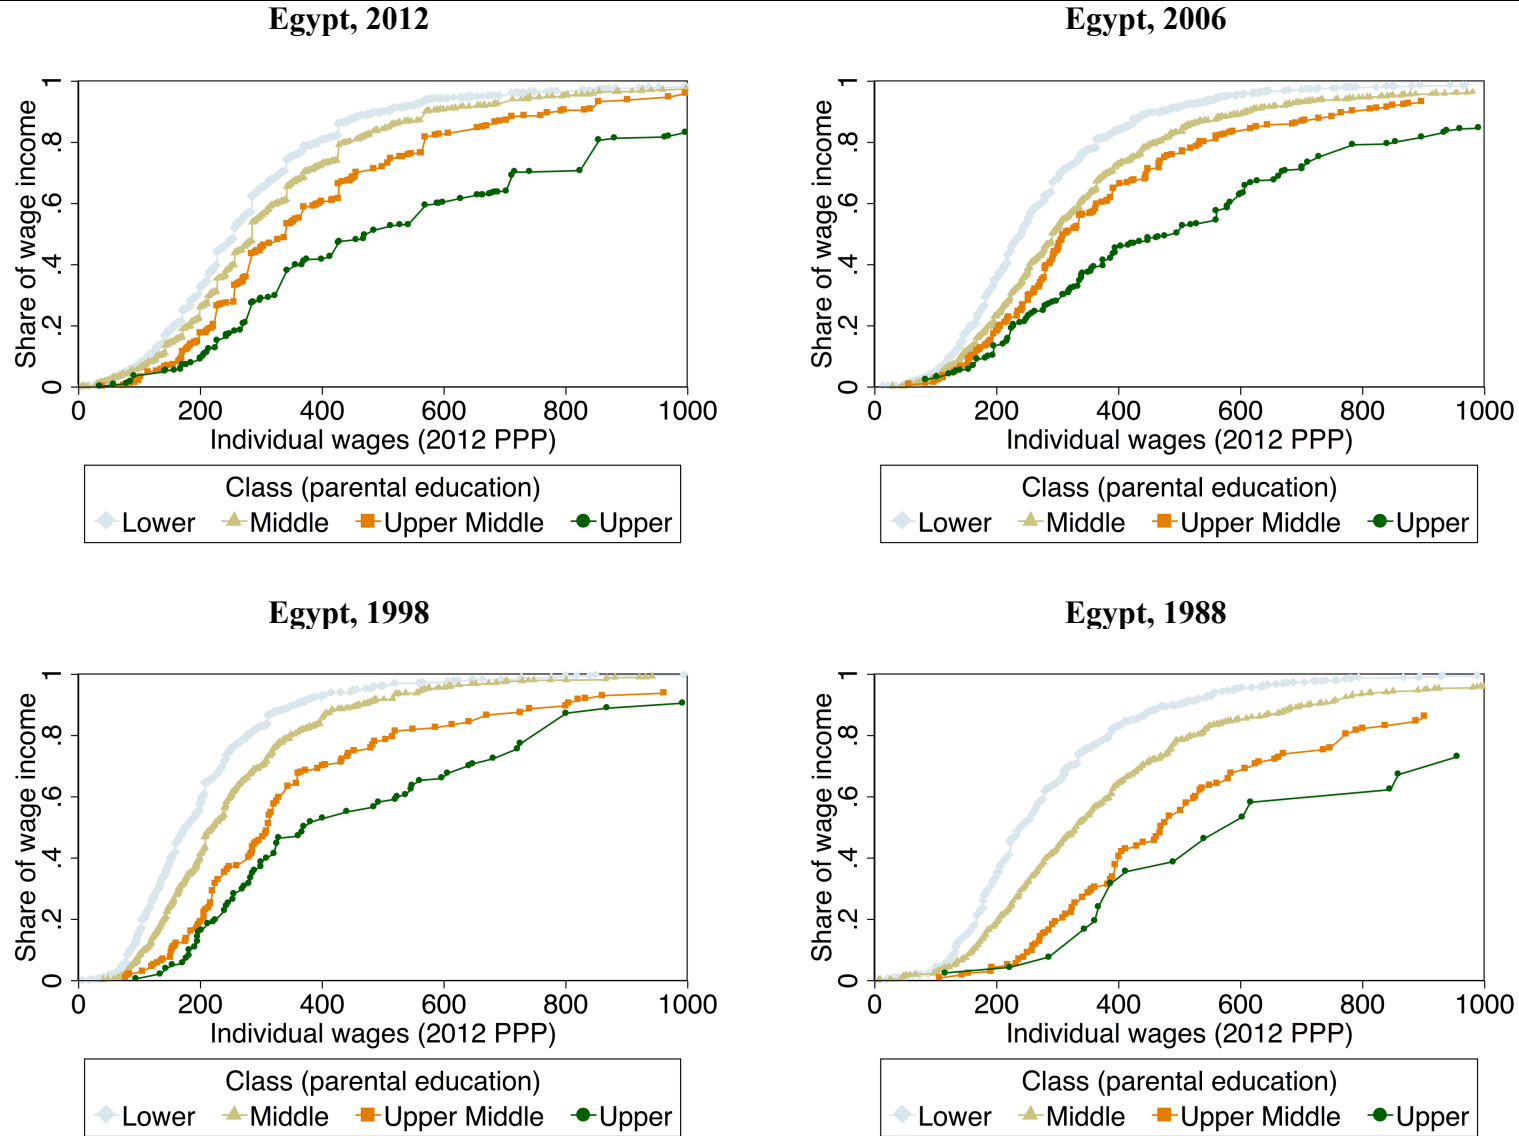 Egypt, 2012
Share of wage income
0 .2 .4 .6 .8 1
0 200 400 600 800 1000
Individual wages (2012 PPP)
Class (parental education)
Lower Middle Upper Middle Upper
Egypt, 2006
Share of wage income
0 .2 .4 .6 .8 1
0 200 400 600 800 1000
Individual wages (2012 PPP)
Class (parental education)
Lower Middle Upper Middle Upper
Egypt, 1998
Share of wage income
0 .2 .4 .6 .8 1
0 200 400 600 800 1000
Individual wages (2012 PPP)
Class (parental education)
Lower Middle Upper Middle Upper
Egypt, 1988
Share of wage income
0 .2 .4 .6 .8 1
0 200 400 600 800 1000
Individual wages (2012 PPP)
Class (parental education)
Lower Middle Upper Middle Upper